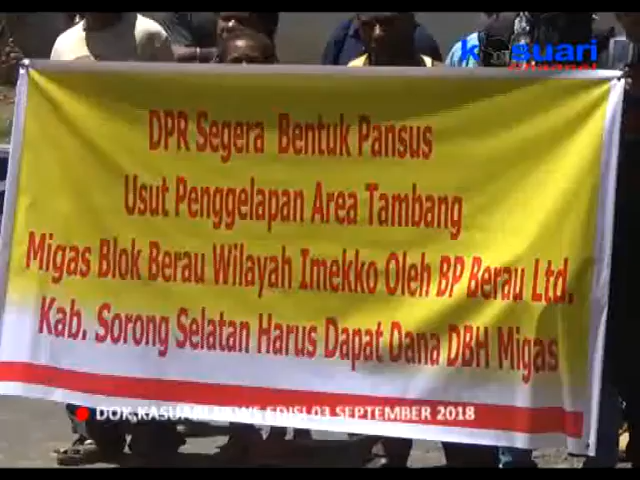 kasuari
DPR Segera Bentuk Pansus
Usut Penggelapan Area Tambang
Migas Blok Berau Wilayah Imekko Oleh BP Berau Ltd.
Kab. Sorong Selatan Harus Dapat Dana DBH Migas
DOK,KASUARI NEWS EDISI 03 SEPTEMBER 2018